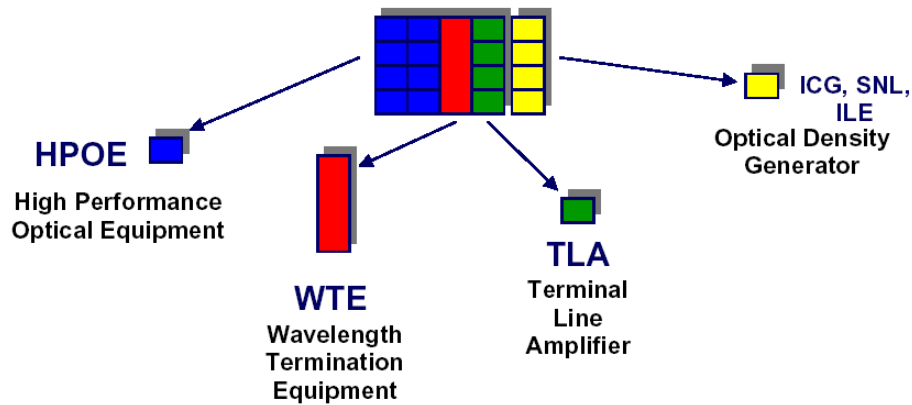 HPOE
High Performance
Optical Equipment
WTE
Wavelength
Termination
Equipment
TLA
Terminal
Line
Amplifier
ICG, SNL,
ILE
Optical Density
Generator